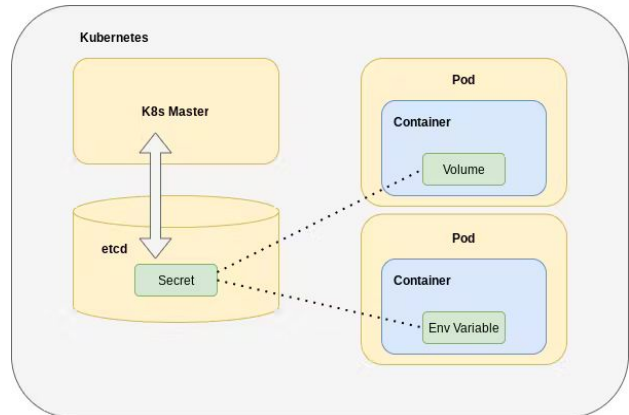 Kubernetes
K8s Master
etcd
Secret
Pod
Container
Volume
Pod
Container
Env Variable